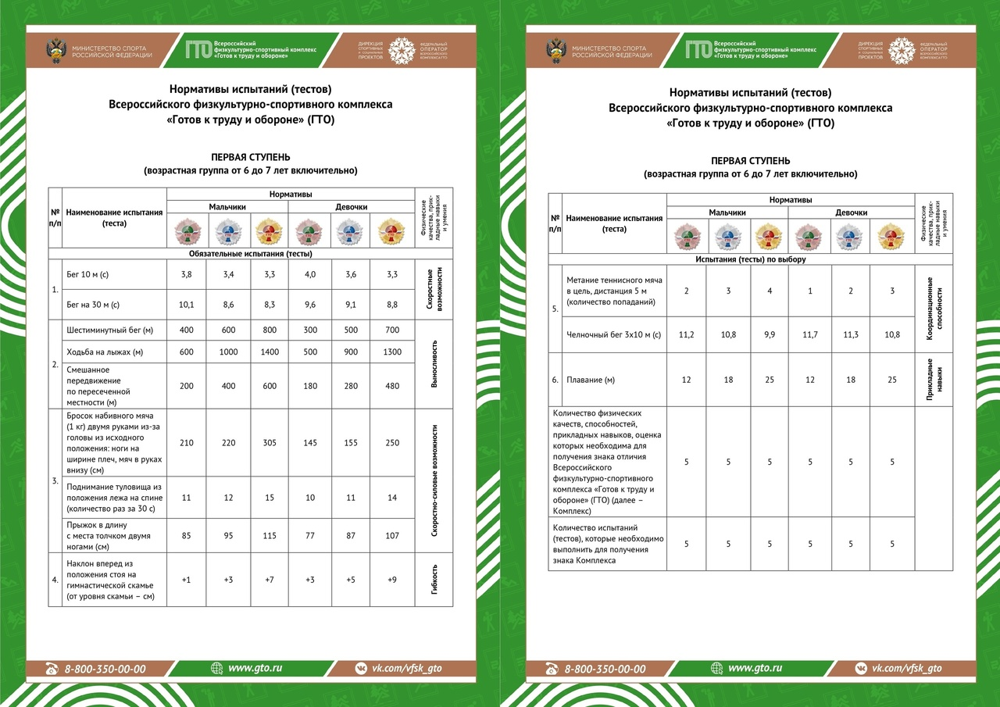 МИНИСТЕРСТВО СПОРТА
РОССИЙСКОЙ ФЕДЕРАЦИИ
ГТО
Всероссийский
физкультурно-спортивный комплекс
«Готов к труду и обороне»
ДИРЕКЦИЯ
СПОРТИВНЫХ
И СОЦИАЛЬНЫХ
ПРОЕКТОВ
ФЕДЕРАЛЬНЫЙ
ОПЕРАТОР
ВСЕРОССИЙСКОГО
КОМПЛЕКСА ГТО
Нормативы испытаний (тестов)
Всероссийского физкультурно-спортивного комплекса
«Готов к труду и обороне» (ГТО)
ПЕРВАЯ СТУПЕНЬ
(возрастная группа от 6 до 7 лет включительно)
№ п/п
Наименование испытания
(теста)
Нормативы
Мальчики Девочки
ГТО ГТО ГТО ГТО ГТО ГТО
Физические
качества, прик-
ладные навыки
и умения
Обязательные испытания (тесты)
1.
Бег 10 м (с) 3,8 3,4 3,3 4,0 3,6 3,3
Бег на 30 м (с) 10,1 8,6 8,3 9,6 9,1 8,8
Скоростные
возможности
2.
Шестиминутный бег (м) 400 600 800 300 500 700
Ходьба на лыжах (м) 600 1000 1400 500 900 1300
Смешанное
передвижение
по пересеченной
местности (м)
200 400 600 180 280 480
Выносливость
3.
Бросок набивного мяча
(1 кг) двумя руками из-за
головы из исходного
положения: ноги на
ширине плеч, мяч в руках
внизу (см)
210 220 305 145 155 250
Поднимание туловища из
положения лежа на спине
(количество раз за 30 с)
11 12 15 10 11 14
Прыжок в длину
с места толчком двумя
ногами (см)
85 95 115 77 87 107
Скоростно-силовые возможности
4.
Наклон вперед из
положения стоя на
гимнастической скамье
(от уровня скамьи – см)
+1 +3 +7 +3 +5 +9
Гибкость
8-800-350-00-00
www.gto.ru
vk.com/vfsk_gto
МИНИСТЕРСТВО СПОРТА
РОССИЙСКОЙ ФЕДЕРАЦИИ
ГТО
Всероссийский
физкультурно-спортивный комплекс
«Готов к труду и обороне»
ДИРЕКЦИЯ
СПОРТИВНЫХ
И СОЦИАЛЬНЫХ
ПРОЕКТОВ
ФЕДЕРАЛЬНЫЙ
ОПЕРАТОР
ВСЕРОССИЙСКОГО
КОМПЛЕКСА ГТО
Нормативы испытаний (тестов)
Всероссийского физкультурно-спортивного комплекса
«Готов к труду и обороне» (ГТО)
ПЕРВАЯ СТУПЕНЬ
(возрастная группа от 6 до 7 лет включительно)
№ п/п
Наименование испытания
(теста)
Нормативы
Мальчики Девочки
ГТО ГТО ГТО ГТО ГТО ГТО
Физические
качества, прик-
ладные навыки
и умения
Испытания (тесты) по выбору
5.
Метание теннисного мяча
в цель, дистанция 5 м
(количество попаданий)
2 3 4 1 2 3
Челночный бег 3х10 м (с) 11,2 10,8 9,9 11,7 11,3 10,8
Координационные
способности
6.
Плавание (м) 12 18 25 12 18 25
Прикладные
навыки
Количество физических
качеств, способностей,
прикладных навыков, оценка
которых необходима для
получения знака отличия
Всероссийского
физкультурно-спортивного
комплекса «Готов к труду и
обороне» (ГТО) (далее –
Комплекс)
5 5 5 5 5 5
Количество испытаний
(тестов), которые необходимо
выполнить для получения
знака Комплекса
5 5 5 5 5 5
8-800-350-00-00
www.gto.ru
vk.com/vfsk_gto